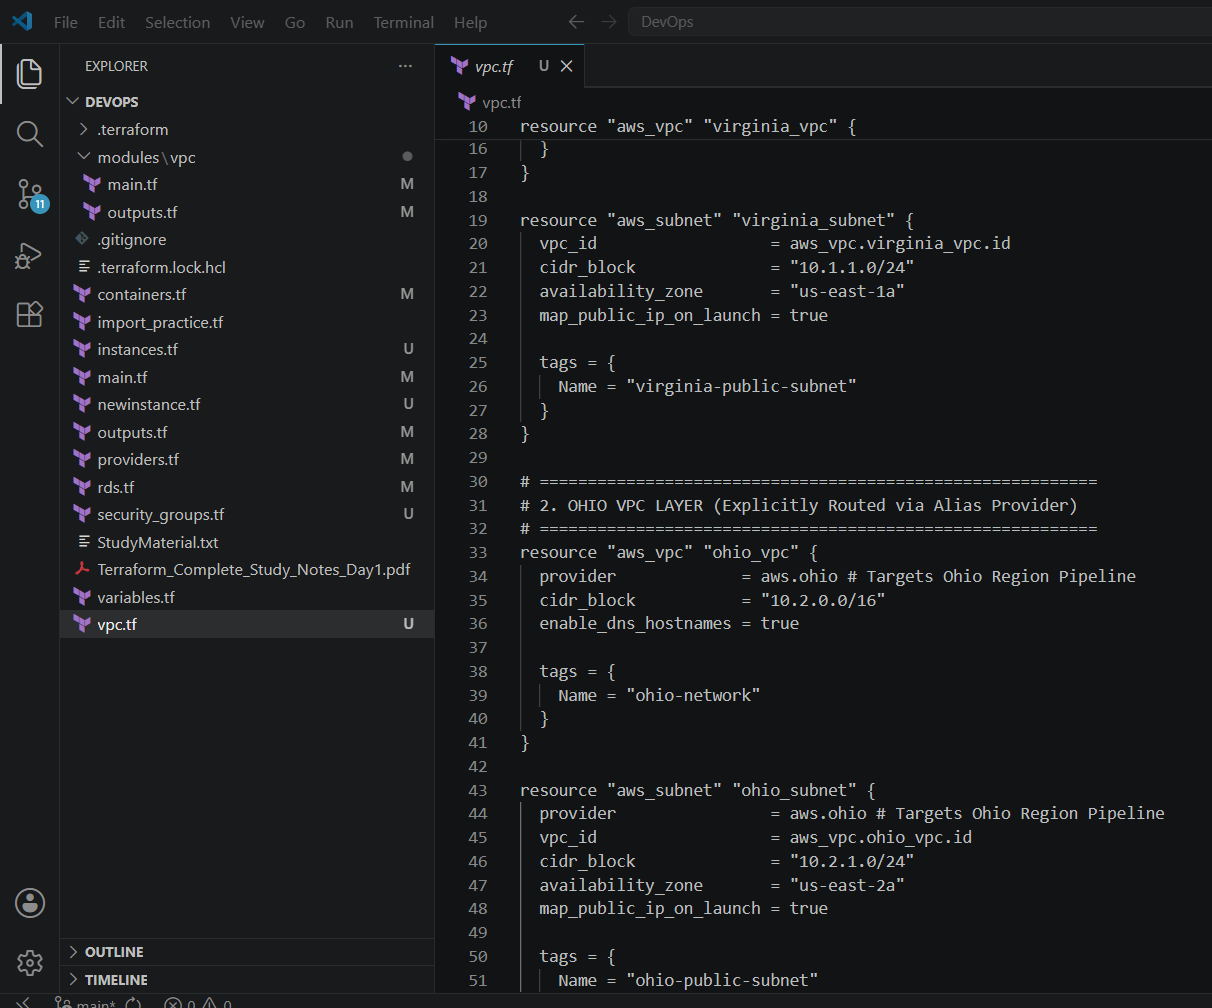 File Edit Selection View Go Run Terminal Help DevOps
EXPLORER ...
DEVOPS
.terraform
modules\vpc
main.tf M
outputs.tf M
.gitignore
.terraform.lock.hcl
containers.tf M
import_practice.tf
instances.tf U
main.tf M
newinstance.tf U
outputs.tf M
providers.tf M
rds.tf M
security_groups.tf U
StudyMaterial.txt
Terraform_Complete_Study_Notes_Day1.pdf
variables.tf
vpc.tf U
OUTLINE
TIMELINE
11
vpc.tf U
vpc.tf
10 resource "aws_vpc" "virginia_vpc" {
16 }
17 }
18
19 resource "aws_subnet" "virginia_subnet" {
20 vpc_id = aws_vpc.virginia_vpc.id
21 cidr_block = "10.1.1.0/24"
22 availability_zone = "us-east-1a"
23 map_public_ip_on_launch = true
24
25 tags = {
26 Name = "virginia-public-subnet"
27 }
28 }
29
30 # ==========================================================
31 # 2. OHIO VPC LAYER (Explicitly Routed via Alias Provider)
32 # ==========================================================
33 resource "aws_vpc" "ohio_vpc" {
34 provider = aws.ohio # Targets Ohio Region Pipeline
35 cidr_block = "10.2.0.0/16"
36 enable_dns_hostnames = true
37
38 tags = {
39 Name = "ohio-network"
40 }
41 }
42
43 resource "aws_subnet" "ohio_subnet" {
44 provider = aws.ohio # Targets Ohio Region Pipeline
45 vpc_id = aws_vpc.ohio_vpc.id
46 cidr_block = "10.2.1.0/24"
47 availability_zone = "us-east-2a"
48 map_public_ip_on_launch = true
49
50 tags = {
51 Name = "ohio-public-subnet"
main* 0 0